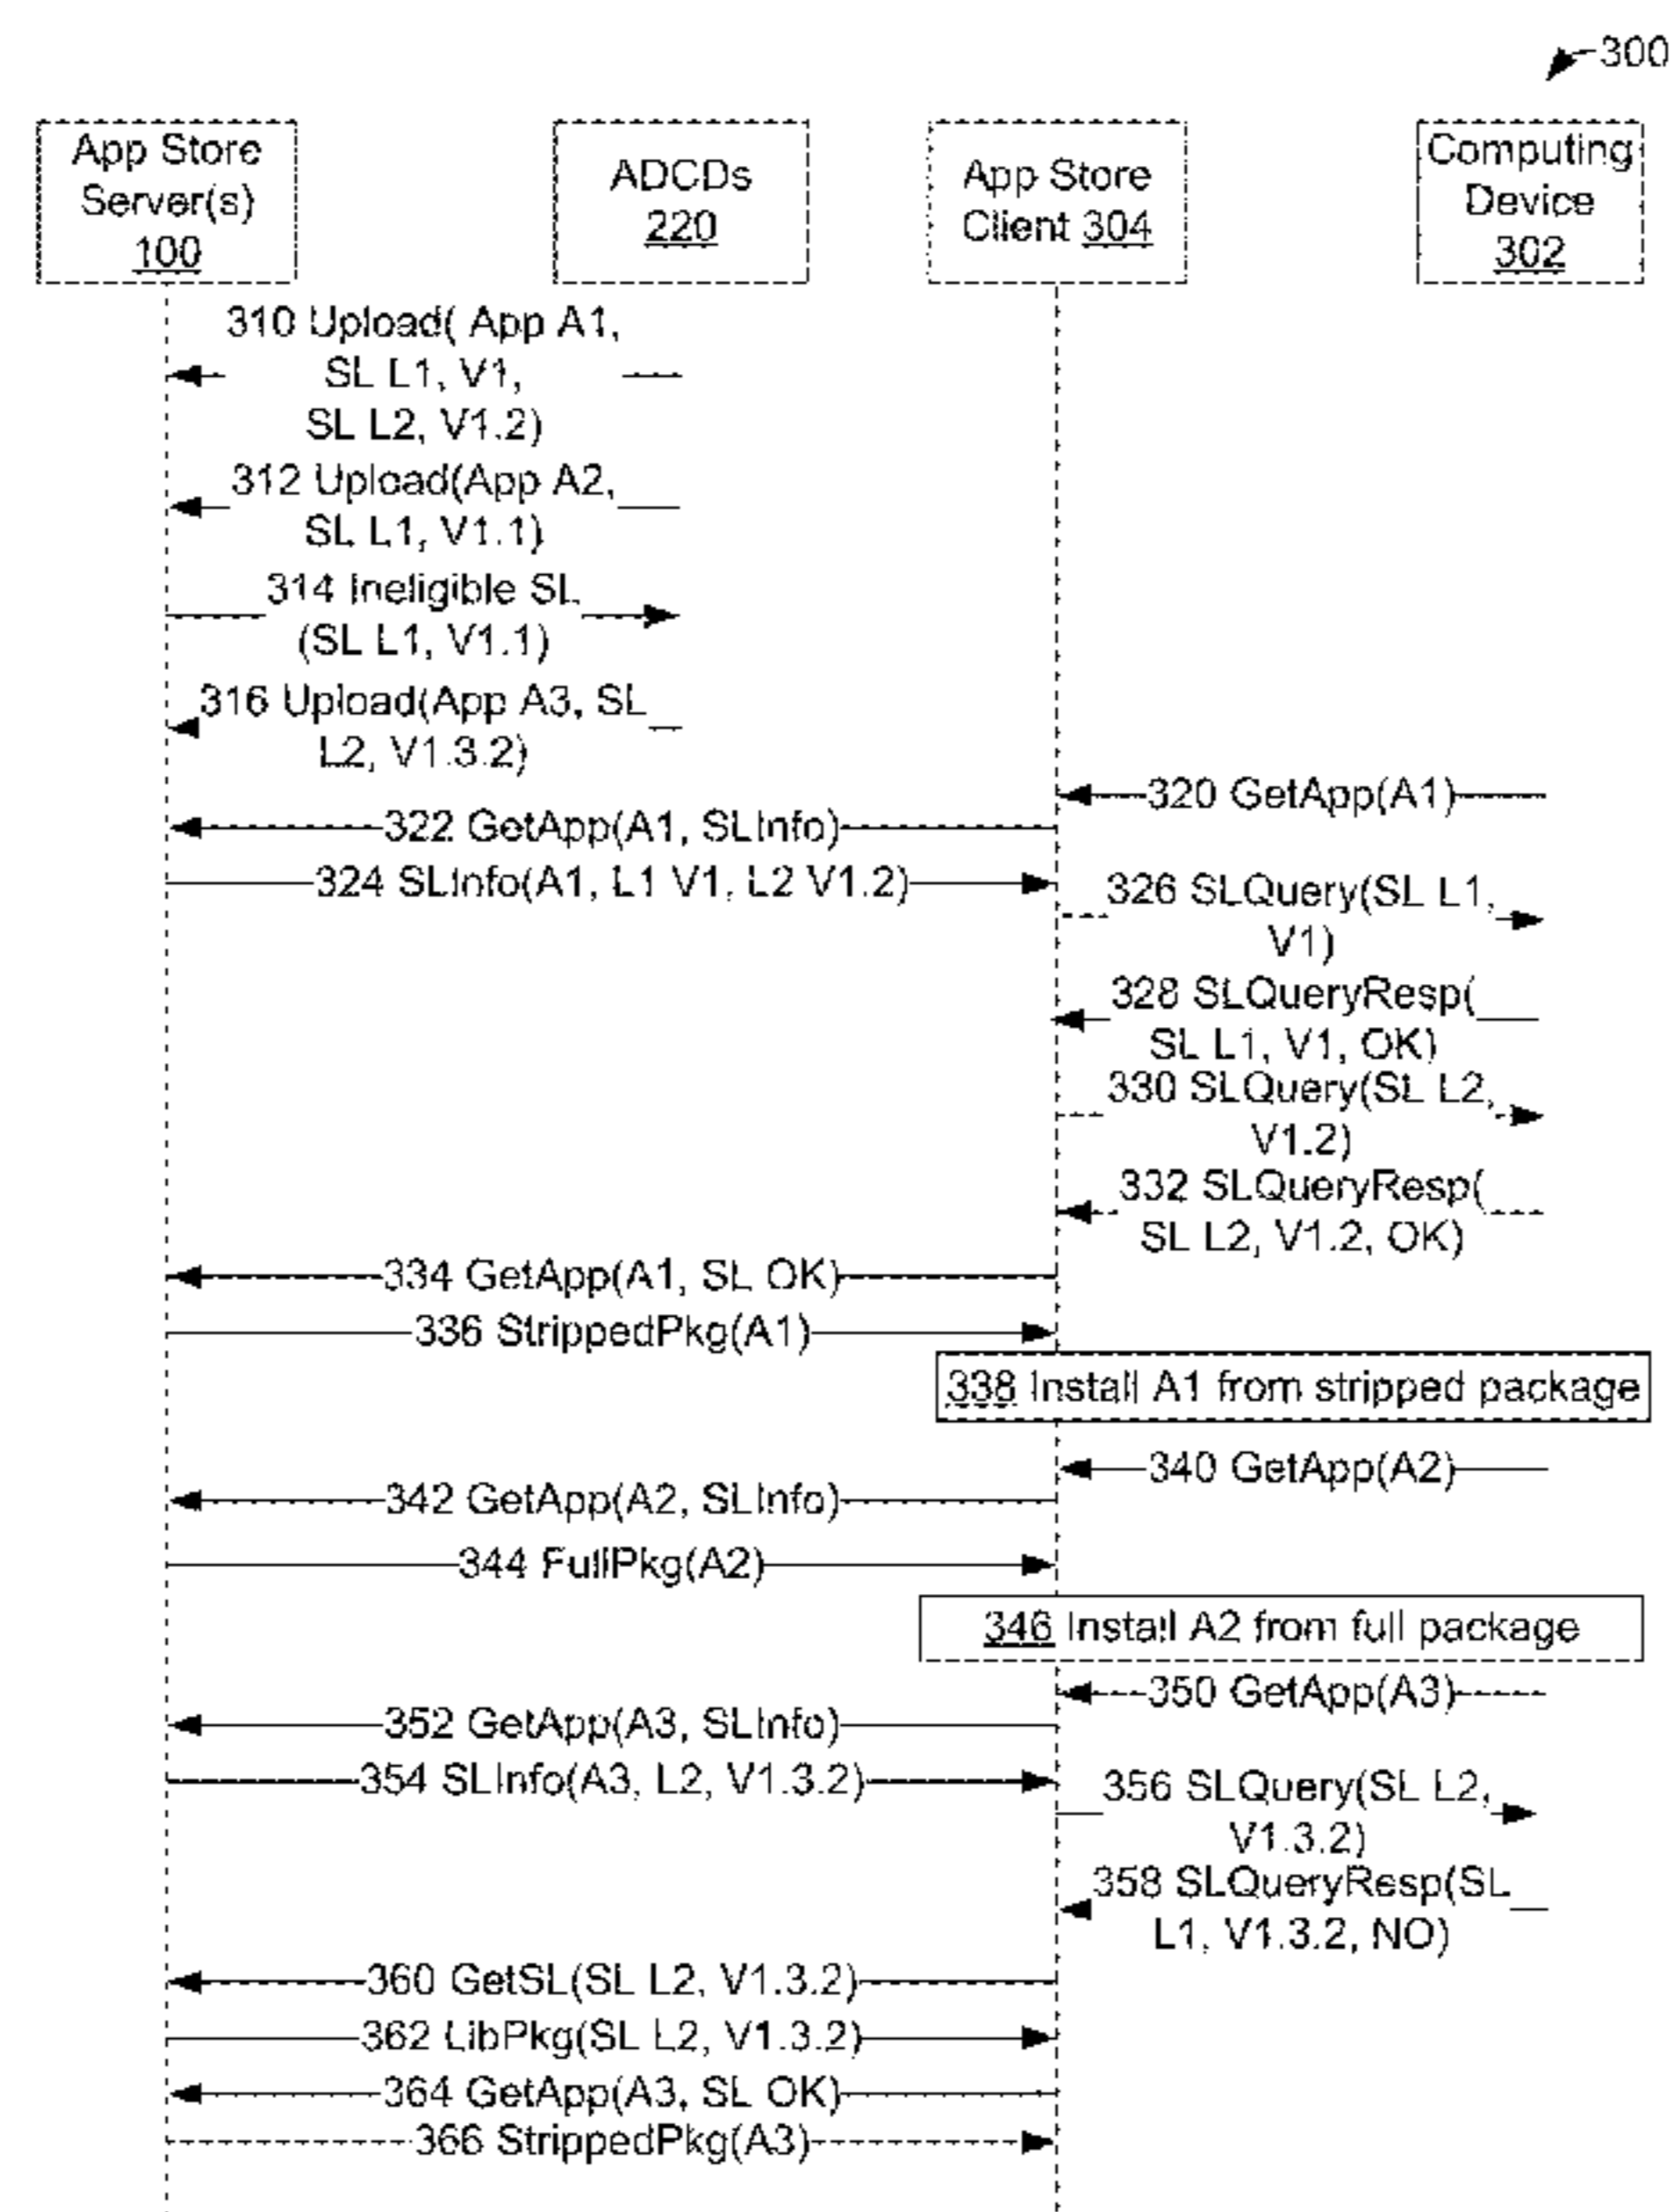 300
App Store
Server(s)
100
ADCDs
220
App Store
Client 304
Computing
Device
302
310 Upload( App A1,
SL L1, V1,
SL L2, V1.2)
312 Upload(App A2,
SL L1, V1.1)
314 Ineligible SL
(SL L1, V1.1)
316 Upload(App A3, SL
L2, V1.3.2)
320 GetApp(A1)
322 GetApp(A1, SLInfo)
324 SLInfo(A1, L1 V1, L2 V1.2)
326 SLQuery(SL L1,
V1)
328 SLQueryResp(
SL L1, V1, OK)
330 SLQuery(SL L2,
V1.2)
332 SLQueryResp(
SL L2, V1.2, OK)
334 GetApp(A1, SL OK)
336 StrippedPkg(A1)
338 Install A1 from stripped package
340 GetApp(A2)
342 GetApp(A2, SLInfo)
344 FullPkg(A2)
346 Install A2 from full package
350 GetApp(A3)
352 GetApp(A3, SLInfo)
354 SLInfo(A3, L2, V1.3.2)
356 SLQuery(SL L2,
V1.3.2)
358 SLQueryResp(SL
L1, V1.3.2, NO)
360 GetSL(SL L2, V1.3.2)
362 LibPkg(SL L2, V1.3.2)
364 GetApp(A3, SL OK)
366 StrippedPkg(A3)